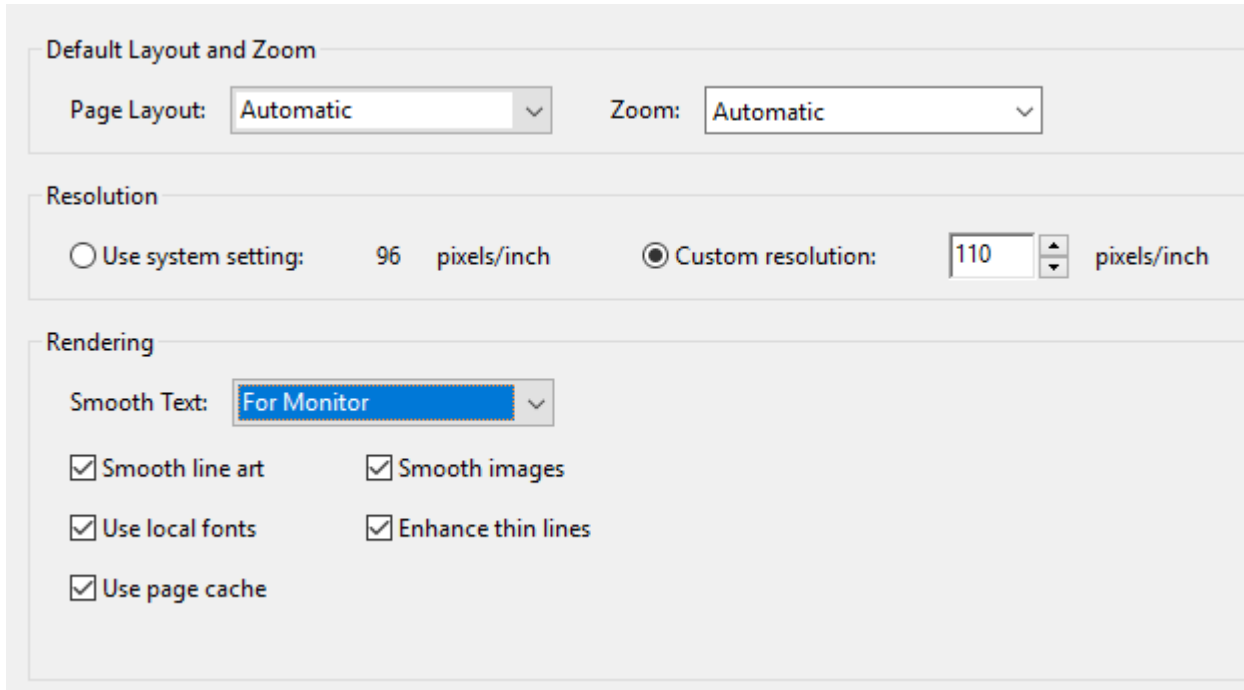 Default Layout and Zoom
Page Layout: Automatic Zoom: Automatic
Resolution
Use system setting: 96 pixels/inch Custom resolution: 110 pixels/inch
Rendering
Smooth Text: For Monitor
Smooth line art Smooth images
Use local fonts Enhance thin lines
Use page cache